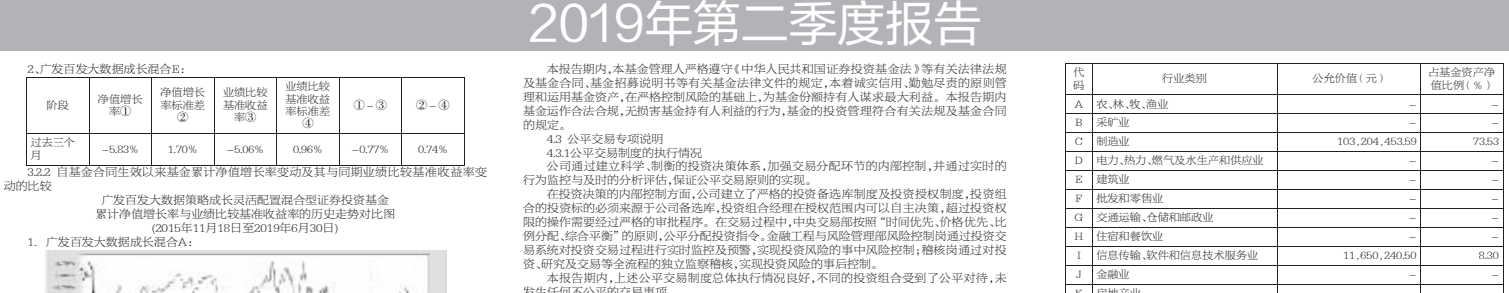 2019年第二季度报告
2、广发百发大数据成长混合E：
阶段 净值增长率① 净值增长率标准差② 业绩比较基准收益率③ 业绩比较基准收益率标准差④ ①－③ ②－④
过去三个月 -5.83% 1.70% -5.06% 0.96% -0.77% 0.74%
3.2.2 自基金合同生效以来基金累计净值增长率变动及其与同期业绩比较基准收益率变
动的比较
广发百发大数据策略成长灵活配置混合型证券投资基金
累计净值增长率与业绩比较基准收益率的历史走势对比图
(2015年11月18日至2019年6月30日)
1. 广发百发大数据成长混合A：
本报告期内，本基金管理人严格遵守《中华人民共和国证券投资基金法》等有关法律法规
及基金合同、基金招募说明书等有关基金法律文件的规定，本着诚实信用、勤勉尽责的原则管
理和运用基金资产，在严格控制风险的基础上，为基金份额持有人谋求最大利益。本报告期内
基金运作合法合规，无损害基金持有人利益的行为，基金的投资管理符合有关法规及基金合同
的规定。
4.3 公平交易专项说明
4.3.1公平交易制度的执行情况
公司通过建立科学、制衡的投资决策体系，加强交易分配环节的内部控制，并通过实时的
行为监控与及时的分析评估，保证公平交易原则的实现。
在投资决策的内部控制方面，公司建立了严格的投资备选库制度及投资授权制度，投资组
合的投资标的必须来源于公司备选库，投资组合经理在授权范围内可以自主决策，超过投资权
限的操作需要经过严格的审批程序。在交易过程中，中央交易部按照“时间优先、价格优先、比
例分配、综合平衡”的原则，公平分配投资指令。金融工程与风险管理部风险控制岗通过投资交
易系统对投资交易过程进行实时监控及预警，实现投资风险的事中风险控制；稽核岗通过对投
资、研究及交易等全流程的独立监察稽核，实现投资风险的事后控制。
本报告期内，上述公平交易制度总体执行情况良好，不同的投资组合受到了公平对待，未
发生任何不公平的交易事项。
代码 行业类别 公允价值（元） 占基金资产净值比例（％）
A 农、林、牧、渔业 – –
B 采矿业 – –
C 制造业 103,204,453.59 73.53
D 电力、热力、燃气及水生产和供应业 – –
E 建筑业 – –
F 批发和零售业 – –
G 交通运输、仓储和邮政业 – –
H 住宿和餐饮业 – –
I 信息传输、软件和信息技术服务业 11,650,240.50 8.30
J 金融业 – –
K 房地产业